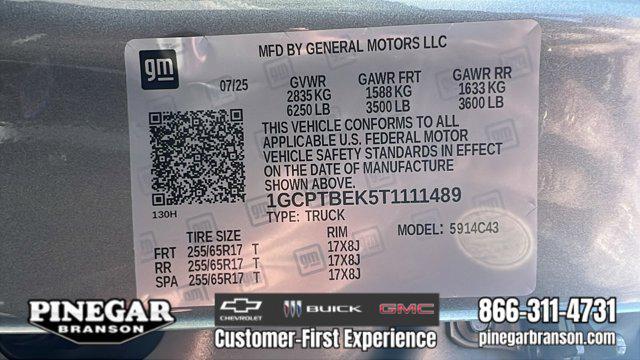 gm
MFD BY GENERAL MOTORS LLC
07/25
GVWR GAWR FRT GAWR RR
2835 KG 1588 KG 1633 KG
6250 LB 3500 LB 3600 LB
THIS VEHICLE CONFORMS TO ALL
APPLICABLE U.S. FEDERAL MOTOR
VEHICLE SAFETY STANDARDS IN EFFECT
ON THE DATE OF MANUFACTURE
SHOWN ABOVE.
1GCPTBEK5T1111489
TYPE: TRUCK MODEL: 5914C43
130H
TIRE SIZE RIM
FRT 255/65R17 T 17X8J
RR 255/65R17 T 17X8J
SPA 255/65R17 T 17X8J
PINEGAR
BRANSON
CHEVROLET BUICK GMC
Customer-First Experience
866-311-4731
pinegarbranson.com